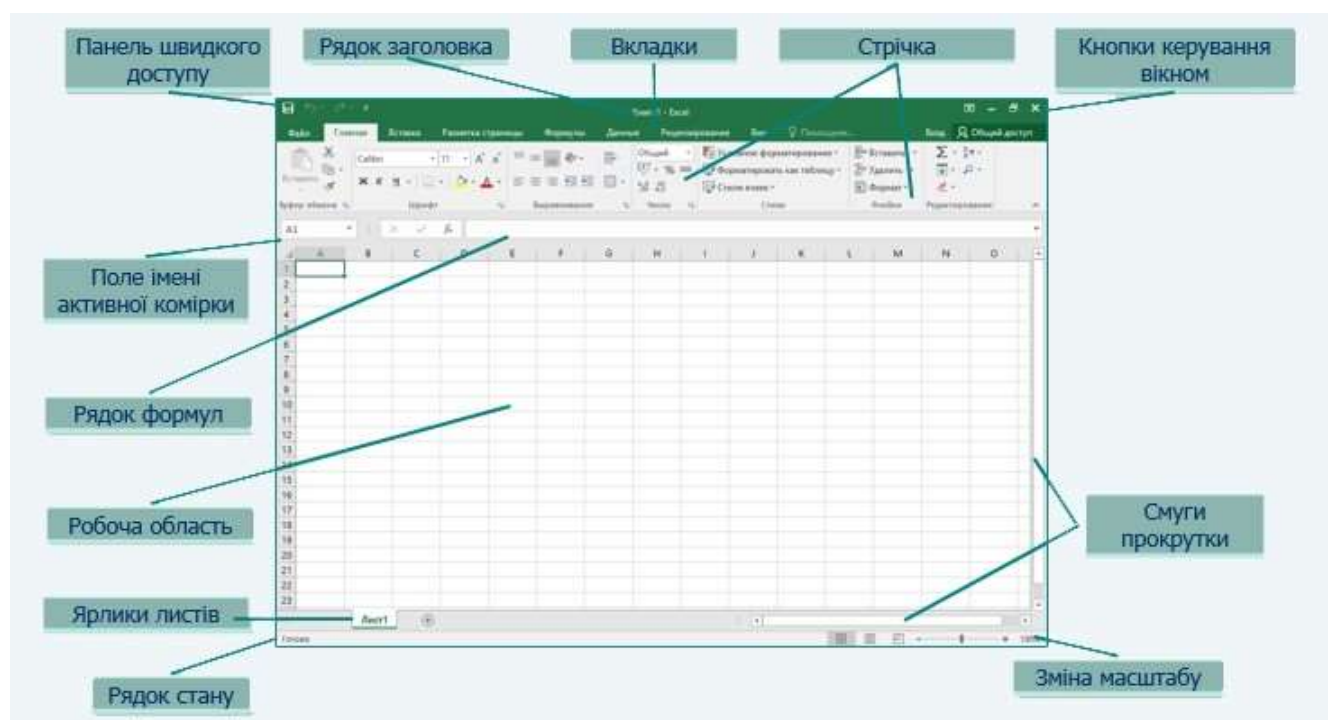 Панель швидкого
доступу
Рядок заголовка
Вкладки
Стрічка
Кнопки керування
вікном
Файл Главная Вставка Разметка страницы Формулы Данные Рецензирование Вид Вход Общий доступ
Calibri 11 Общий Условное форматирование Вставить
Вставить Ж К Ч Форматировать как таблицу Удалить
Стили ячеек Формат
Буфер обмена Шрифт Выравнивание Число Стили Ячейки Редактирование
A1
A B C D E F G H I J K L M N O
1
2
3
4
5
6
7
8
9
10
11
12
13
14
15
16
17
18
19
20
21
22
23
Поле імені
активної комірки
Рядок формул
Робоча область
Смуги
прокрутки
Ярлики листів
Лист1
Готово
Рядок стану
Зміна масштабу